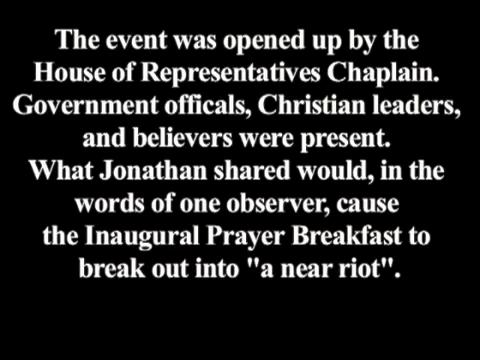 The event was opened up by the
House of Representatives Chaplain.
Government officals, Christian leaders,
and believers were present.
What Jonathan shared would, in the
words of one observer, cause
the Inaugural Prayer Breakfast to
break out into "a near riot".